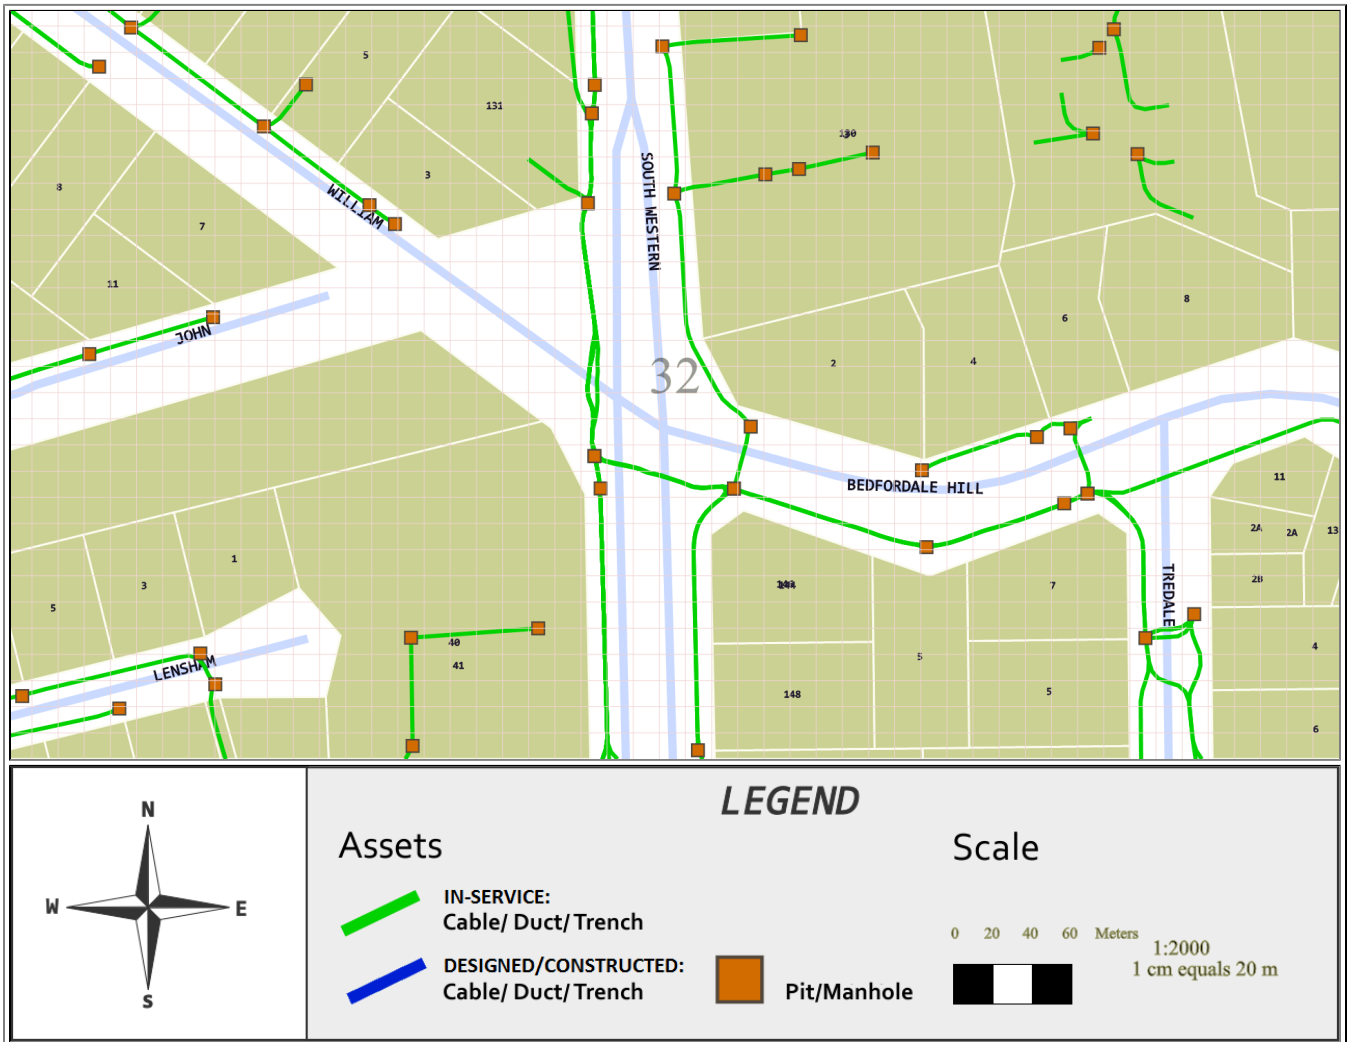 5
131
130
3
8
7
WILLIAM
SOUTH WESTERN
11
8
JOHN
6
32
2
4
BEDFORDALE HILL
11
2A
2A
13
1
3
5
7
TREDALE
2B
40
41
LENSHAM
5
4
148
5
6
LEGEND
N
W
E
S
Assets
Scale
IN-SERVICE:
Cable/ Duct/ Trench
0 20 40 60 Meters
1:2000
1 cm equals 20 m
DESIGNED/CONSTRUCTED:
Cable/ Duct/ Trench
Pit/Manhole